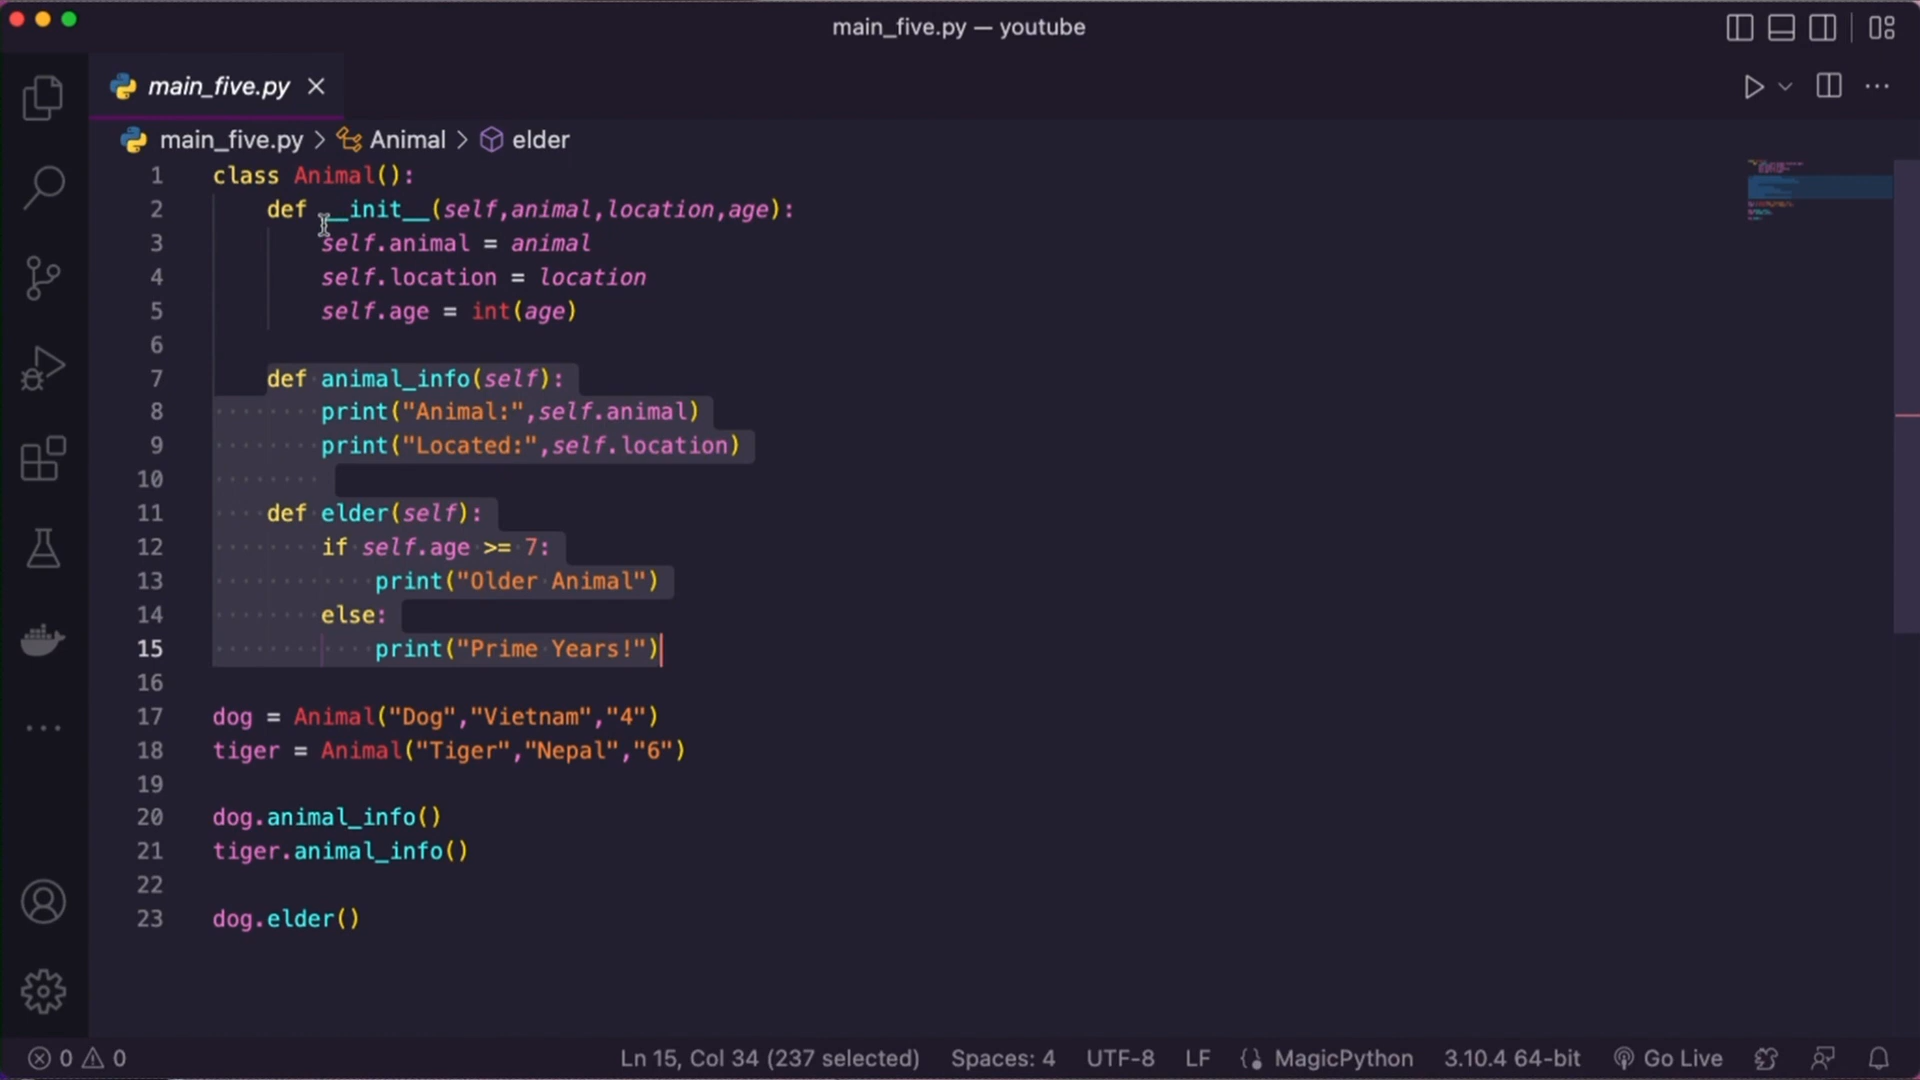 main_five.py — youtube
main_five.py
main_five.py > Animal > elder
1 class Animal():
2     def __init__(self,animal,location,age):
3         self.animal = animal
4         self.location = location
5         self.age = int(age)
6
7     def animal_info(self):
8         print("Animal:",self.animal)
9         print("Located:",self.location)
10
11     def elder(self):
12         if self.age >= 7:
13             print("Older Animal")
14         else:
15             print("Prime Years!")
16
17 dog = Animal("Dog","Vietnam","4")
18 tiger = Animal("Tiger","Nepal","6")
19
20 dog.animal_info()
21 tiger.animal_info()
22
23 dog.elder()
0 0 Ln 15, Col 34 (237 selected) Spaces: 4 UTF-8 LF MagicPython 3.10.4 64-bit Go Live